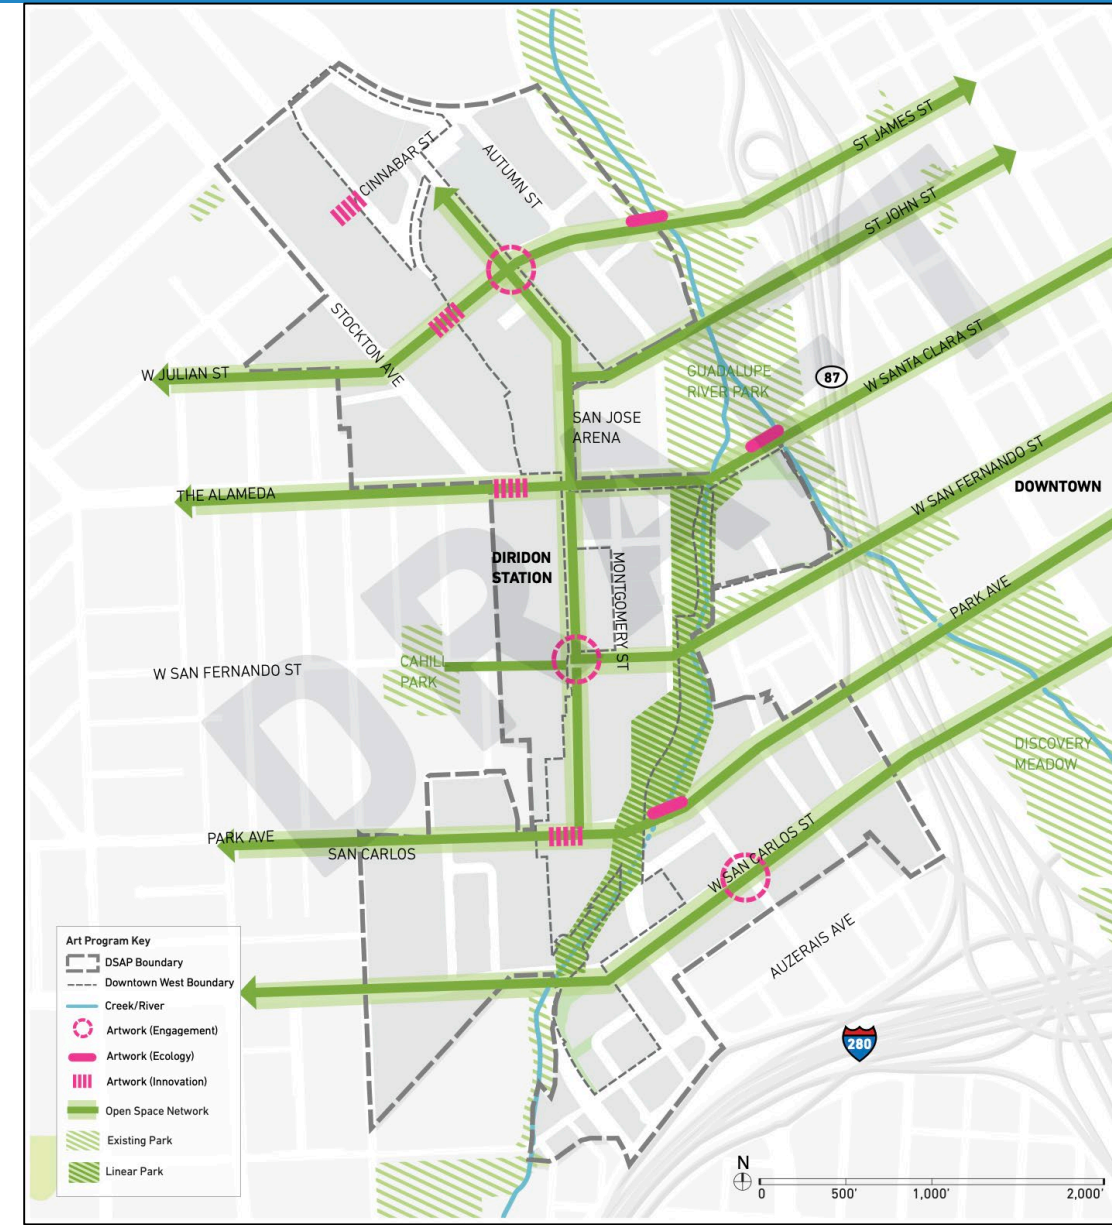 CINNABAR ST
AUTUMN ST
ST JAMES ST
ST JOHN ST
STOCKTON AVE
W JULIAN ST
GUADALUPE
RIVER PARK
87
W SANTA CLARA ST
SAN JOSE
ARENA
THE ALAMEDA
W SAN FERNANDO ST
DOWNTOWN
DIRIDON
STATION
MONTGOMERY ST
PARK AVE
W SAN FERNANDO ST
CAHILL
PARK
DISCOVERY
MEADOW
PARK AVE
SAN CARLOS
W SAN CARLOS ST
AUZERAIS AVE
280
DRAFT
Art Program Key
DSAP Boundary
Downtown West Boundary
Creek/River
Artwork (Engagement)
Artwork (Ecology)
Artwork (Innovation)
Open Space Network
Existing Park
Linear Park
N
0 500' 1,000' 2,000'